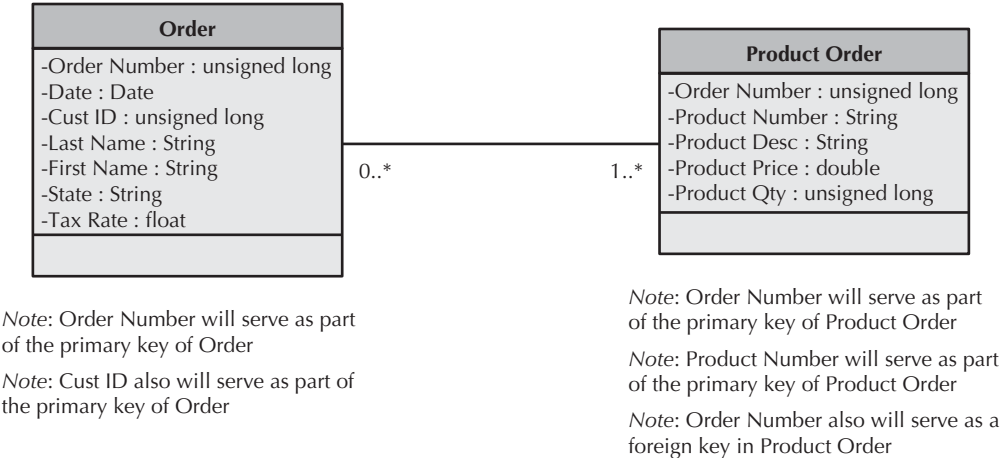 Order
-Order Number : unsigned long
-Date : Date
-Cust ID : unsigned long
-Last Name : String
-First Name : String
-State : String
-Tax Rate : float
0..*
1..*
Product Order
-Order Number : unsigned long
-Product Number : String
-Product Desc : String
-Product Price : double
-Product Qty : unsigned long
Note: Order Number will serve as part
of the primary key of Order
Note: Cust ID also will serve as part of
the primary key of Order
Note: Order Number will serve as part
of the primary key of Product Order
Note: Product Number will serve as part
of the primary key of Product Order
Note: Order Number also will serve as a
foreign key in Product Order